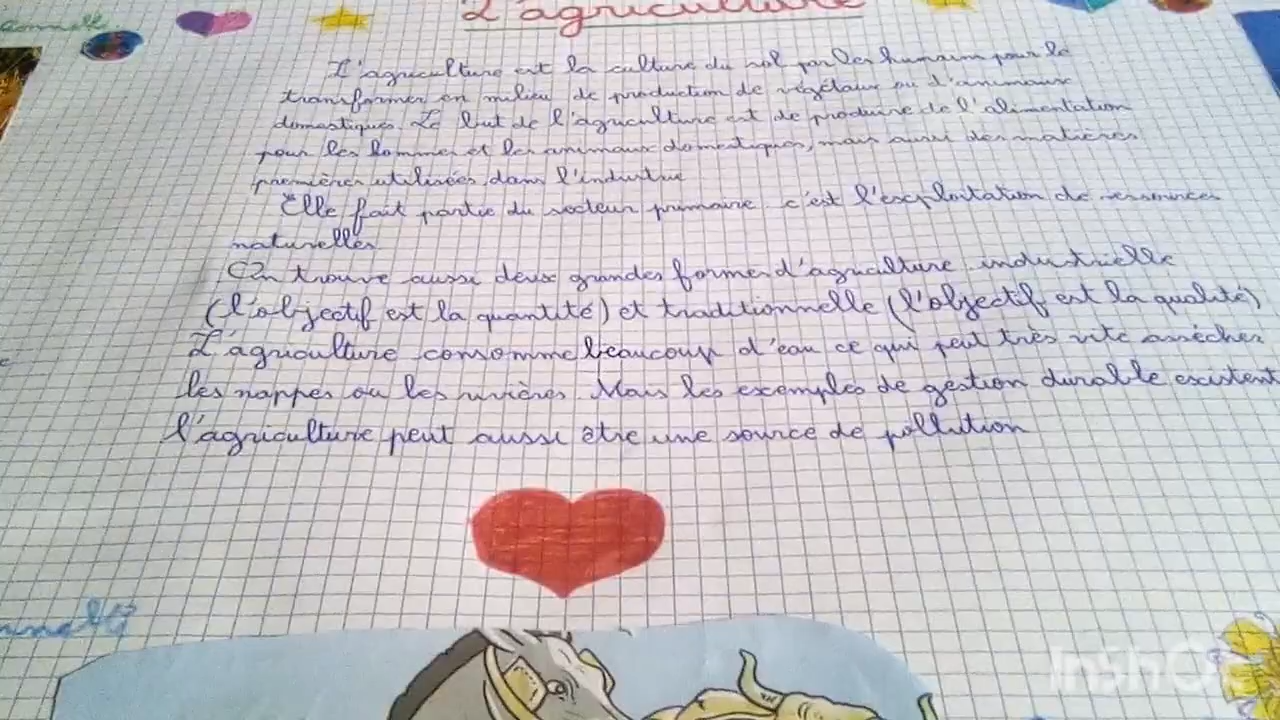 L'agriculture
L'agriculture est la culture du sol par les humains pour le
transformer en milieu de production de végétaux ou d'animaux
domestiques. Le but de l'agriculture est de produire de l'alimentation
pour les hommes et les animaux domestiques, mais aussi des matières
premières utilisées dans l'industrie
Elle fait partie du secteur primaire c'est l'exploitation de ressources
naturelles
On trouve aussi deux grandes formes d'agriculture industrielle
(l'objectif est la quantité) et traditionnelle (l'objectif est la qualité)
L'agriculture consomme beaucoup d'eau ce qui peut très vite assécher
les nappes ou les rivières. Mais les exemples de gestion durable existent
l'agriculture peut aussi être une source de pollution
InShOt